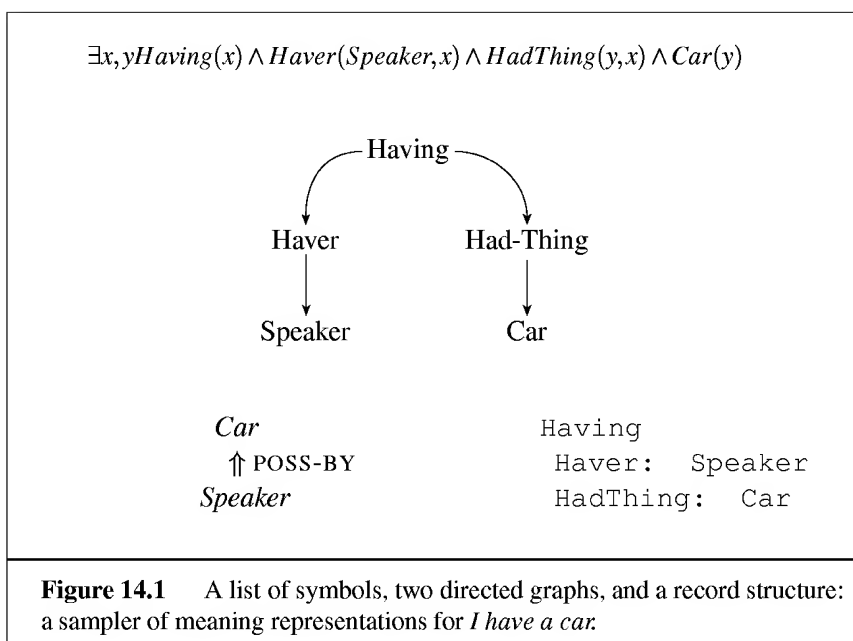 ∃x,yHaving(x) ∧ Haver(Speaker,x) ∧ HadThing(y,x) ∧ Car(y)
Having
Haver Had-Thing
Speaker Car
Car
⇑ POSS-BY
Speaker
Having
Haver: Speaker
HadThing: Car
Figure 14.1 A list of symbols, two directed graphs, and a record structure:
a sampler of meaning representations for I have a car.